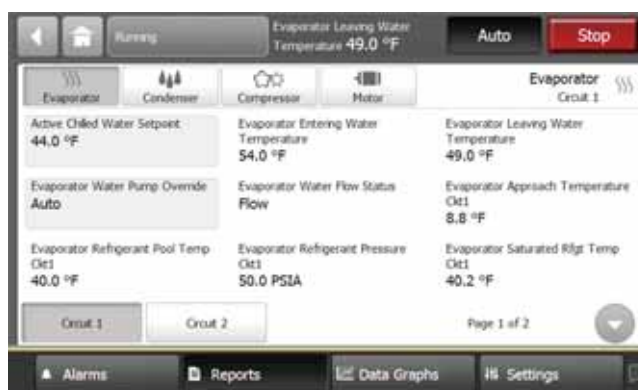 Running
Evaporator Leaving Water
Temperature 49.0 °F
Auto
Stop
Evaporator
Condenser
Compressor
Motor
Evaporator
Circuit 1
Active Chilled Water Setpoint
44.0 °F
Evaporator Entering Water
Temperature
54.0 °F
Evaporator Leaving Water
Temperature
49.0 °F
Evaporator Water Pump Override
Auto
Evaporator Water Flow Status
Flow
Evaporator Approach Temperature
Ckt1
8.8 °F
Evaporator Refrigerant Pool Temp
Ckt1
40.0 °F
Evaporator Refrigerant Pressure
Ckt1
50.0 PSIA
Evaporator Saturated Rfgt Temp
Ckt1
40.2 °F
Circuit 1
Circuit 2
Page 1 of 2
Alarms
Reports
Data Graphs
Settings